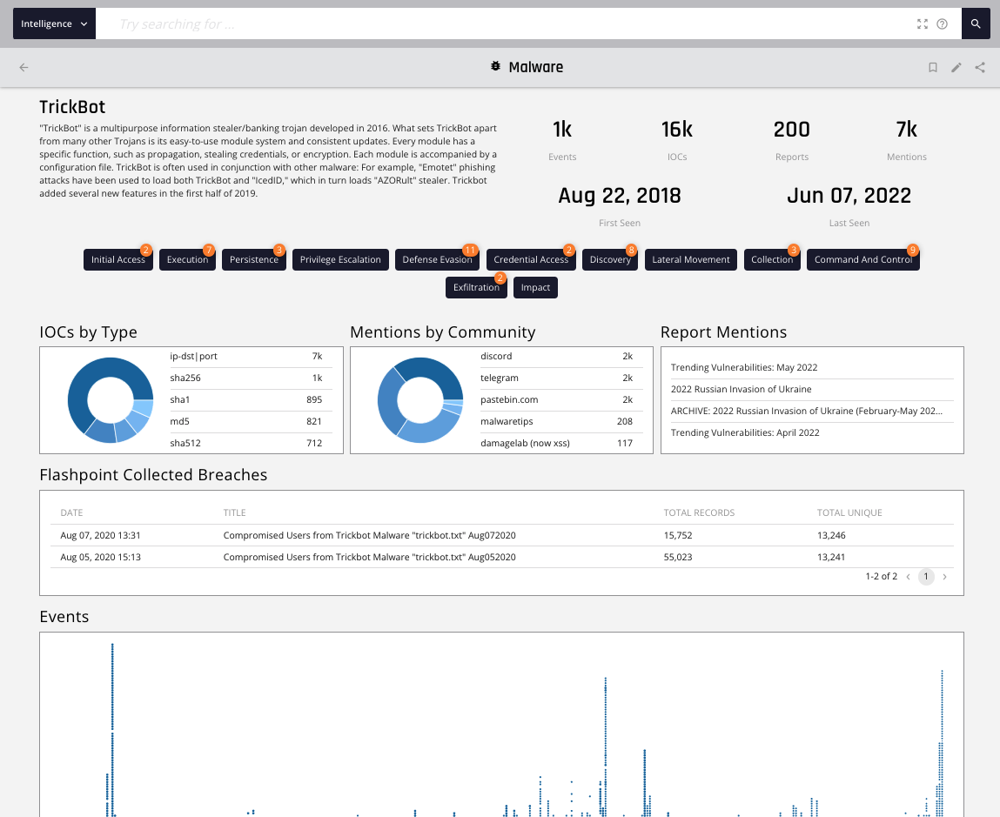 Intelligence
Try searching for ...
Malware
TrickBot
"TrickBot" is a multipurpose information stealer/banking trojan developed in 2016. What sets TrickBot apart
from many other Trojans is its easy-to-use module system and consistent updates. Every module has a
specific function, such as propagation, stealing credentials, or encryption. Each module is accompanied by a
configuration file. TrickBot is often used in conjunction with other malware: For example, "Emotet" phishing
attacks have been used to load both TrickBot and "IcedID," which in turn loads "AZORult" stealer. Trickbot
added several new features in the first half of 2019.
1k 16k 200 7k
Events IOCs Reports Mentions
Aug 22, 2018 Jun 07, 2022
First Seen Last Seen
Initial Access 2 Execution 7 Persistence 3 Privilege Escalation Defense Evasion 11 Credential Access 2 Discovery 8 Lateral Movement Collection 3 Command And Control 9
Exfiltration 2 Impact
IOCs by Type
ip-dst|port 7k
sha256 1k
sha1 895
md5 821
sha512 712
Mentions by Community
discord 2k
telegram 2k
pastebin.com 2k
malwaretips 208
damagelab (now xss) 117
Report Mentions
Trending Vulnerabilities: May 2022
2022 Russian Invasion of Ukraine
ARCHIVE: 2022 Russian Invasion of Ukraine (February-May 202...
Trending Vulnerabilities: April 2022
Flashpoint Collected Breaches
DATE TITLE TOTAL RECORDS TOTAL UNIQUE
Aug 07, 2020 13:31 Compromised Users from Trickbot Malware "trickbot.txt" Aug072020 15,752 13,246
Aug 05, 2020 15:13 Compromised Users from Trickbot Malware "trickbot.txt" Aug052020 55,023 13,241
1-2 of 2 ‹ 1 ›
Events